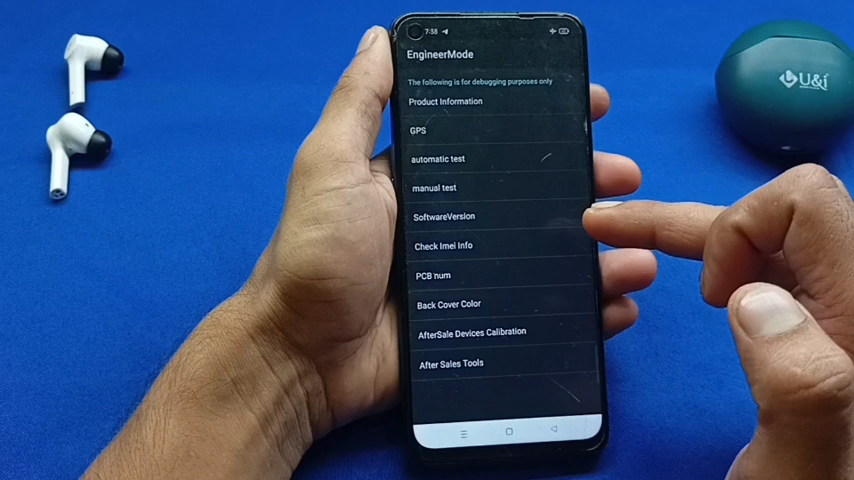 7:38
EngineerMode
The following is for debugging purposes only
Product Information
GPS
automatic test
manual test
SoftwareVersion
Check Imei Info
PCB num
Back Cover Color
AfterSale Devices Calibration
After Sales Tools
U&i